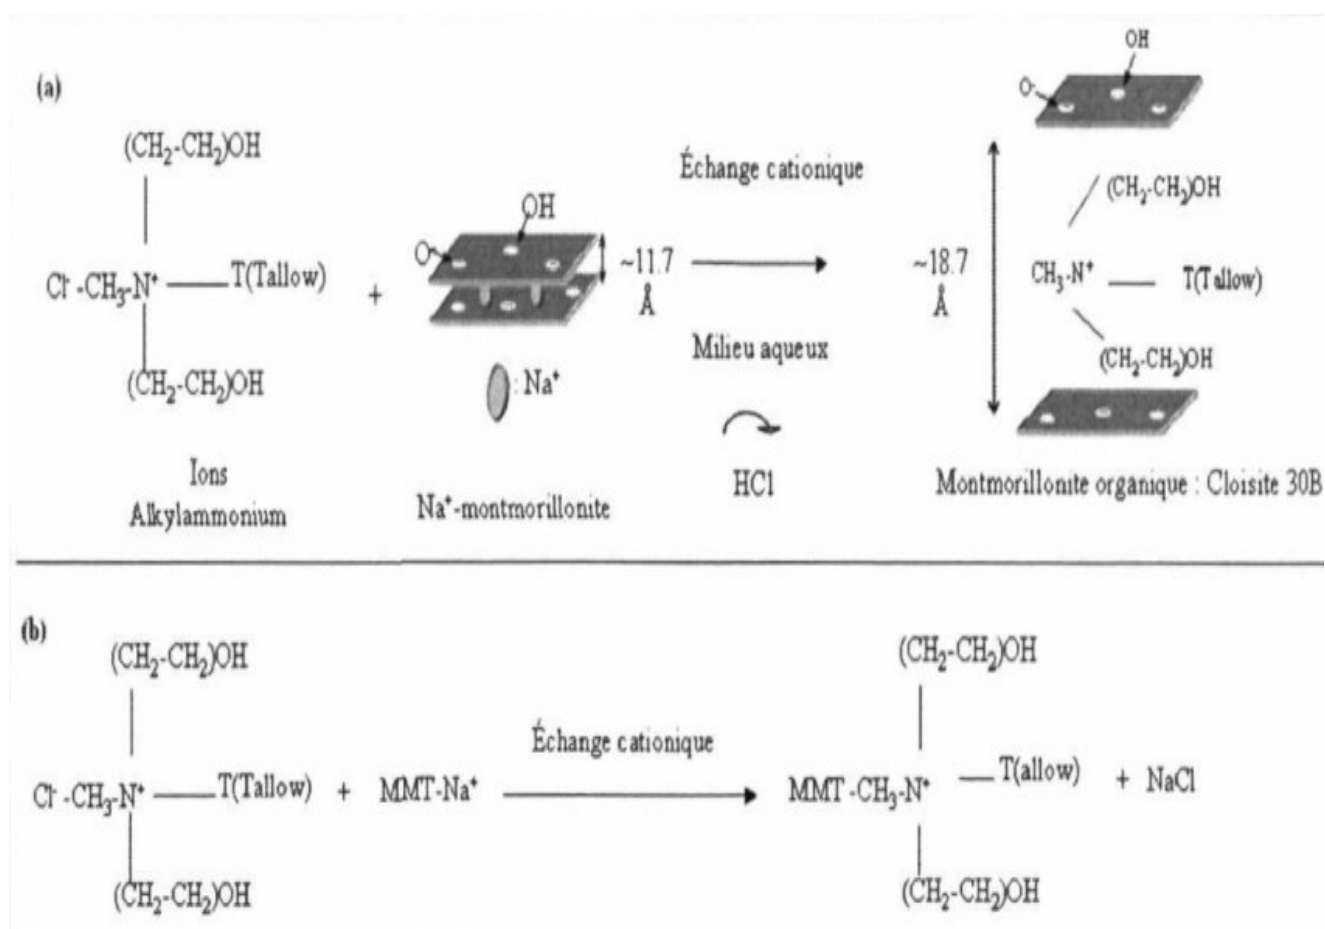 (a)
(CH₂-CH₂)OH
Cl⁻ -CH₃-N⁺
T(Tallow)
(CH₂-CH₂)OH
Ions
Alkylammonium
+
OH
O⁻
~11.7
Å
: Na⁺
Na⁺-montmorillonite
Échange cationique
Milieu aqueux
HCl
OH
O⁻
~18.7
Å
(CH₂-CH₂)OH
CH₃-N⁺
T(Tallow)
(CH₂-CH₂)OH
Montmorillonite organique : Cloisite 30B
(b)
(CH₂-CH₂)OH
Cl⁻ -CH₃-N⁺
T(Tallow) + MMT-Na⁺
(CH₂-CH₂)OH
Échange cationique
(CH₂-CH₂)OH
MMT -CH₃-N⁺
T(allow) + NaCl
(CH₂-CH₂)OH